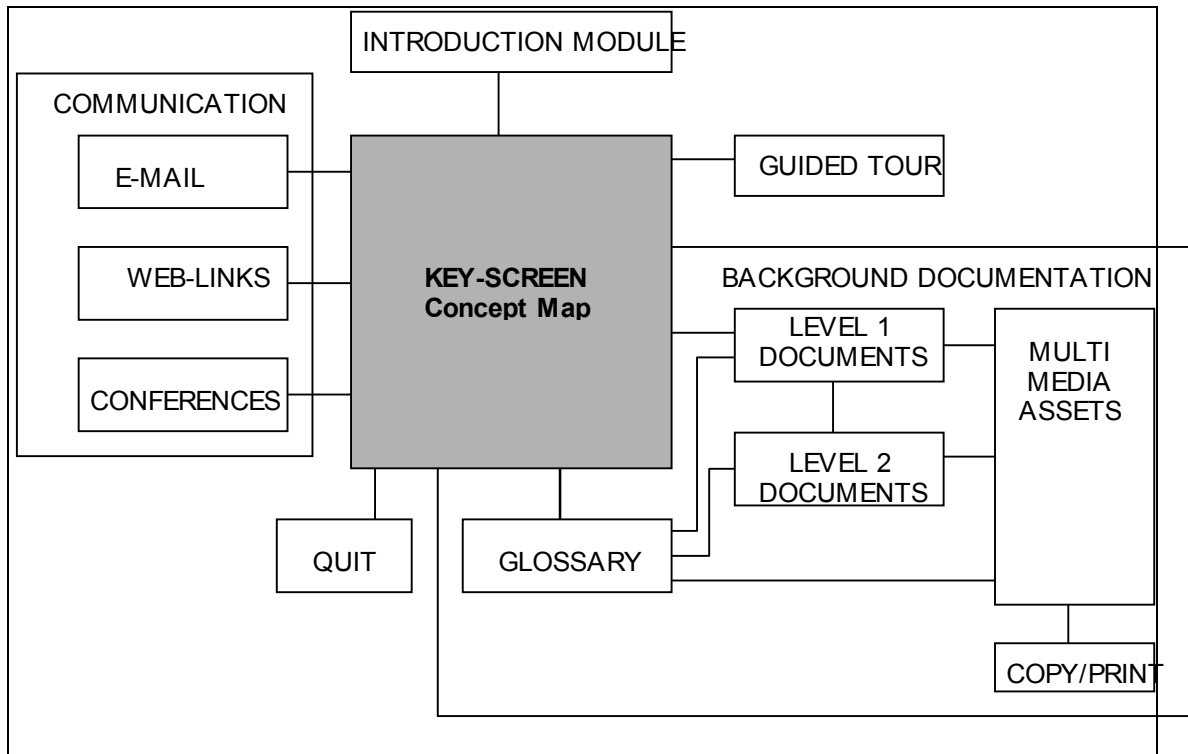 INTRODUCTION MODULE
COMMUNICATION
E-MAIL
WEB-LINKS
CONFERENCES
KEY-SCREEN
Concept Map
GUIDED TOUR
BACKGROUND DOCUMENTATION
LEVEL 1
DOCUMENTS
LEVEL 2
DOCUMENTS
MULTI
MEDIA
ASSETS
QUIT
GLOSSARY
COPY/PRINT